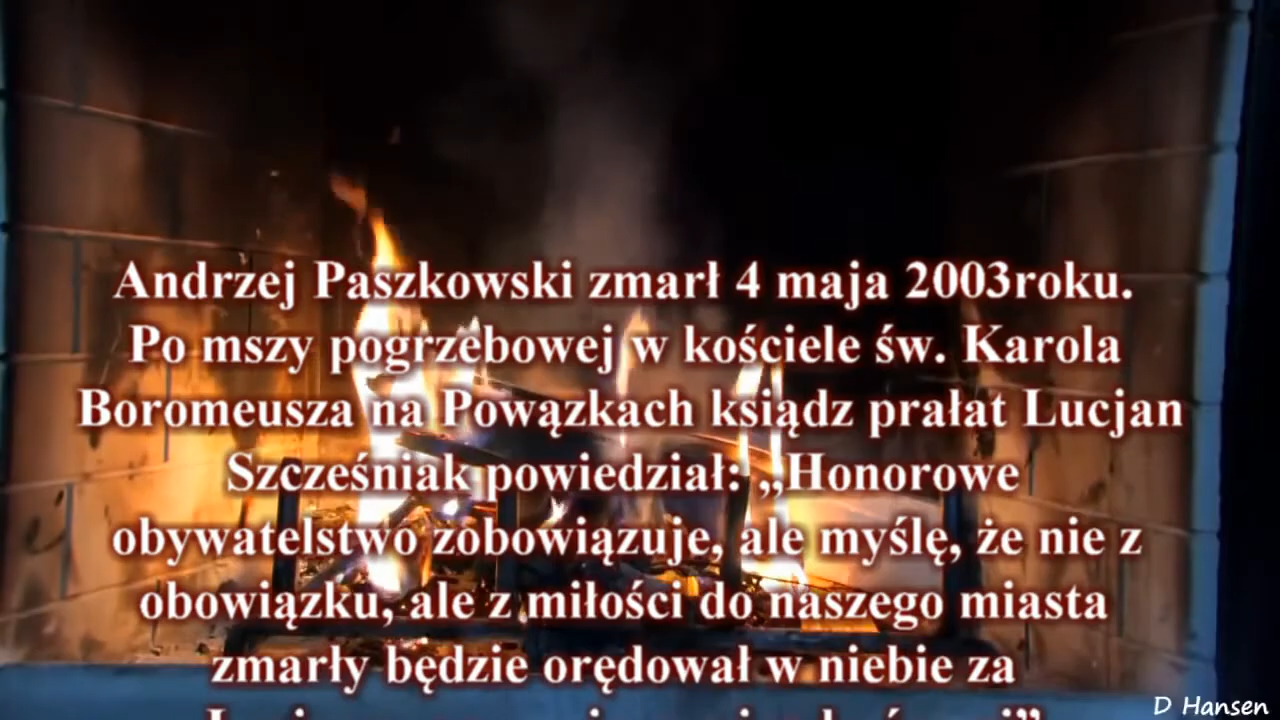 Andrzej Paszkowski zmarł 4 maja 2003roku.
Po mszy pogrzebowej w kościele św. Karola
Boromeusza na Powązkach ksiądz prałat Lucjan
Szcześniak powiedział: „Honorowe
obywatelstwo zobowiązuje, ale myślę, że nie z
obowiązku, ale z miłości do naszego miasta
zmarły będzie orędował w niebie za
D Hansen